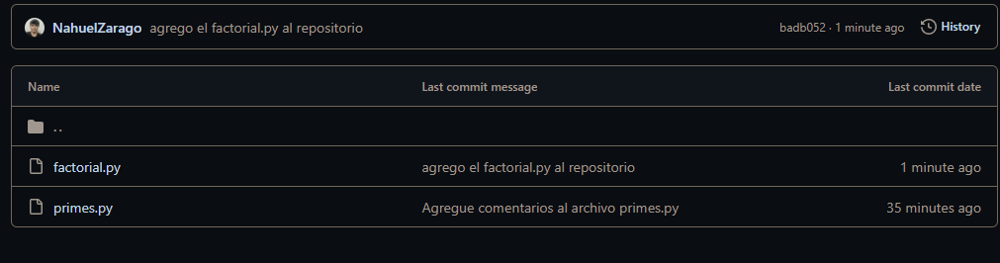 NahuelZarago agrego el factorial.py al repositorio badb052 · 1 minute ago History
Name Last commit message Last commit date
..
factorial.py agrego el factorial.py al repositorio 1 minute ago
primes.py Agregue comentarios al archivo primes.py 35 minutes ago